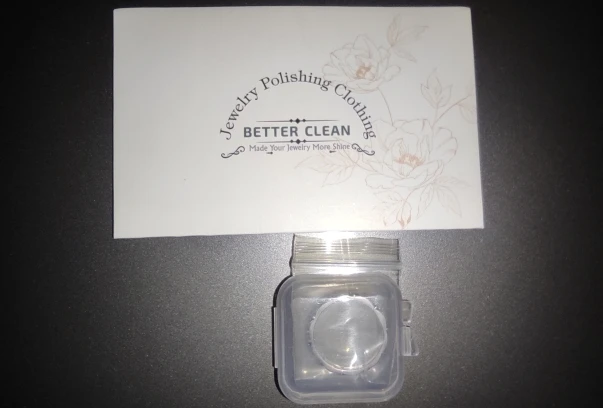 Jewelry Polishing Clothing
BETTER CLEAN
Made Your Jewelry More Shine